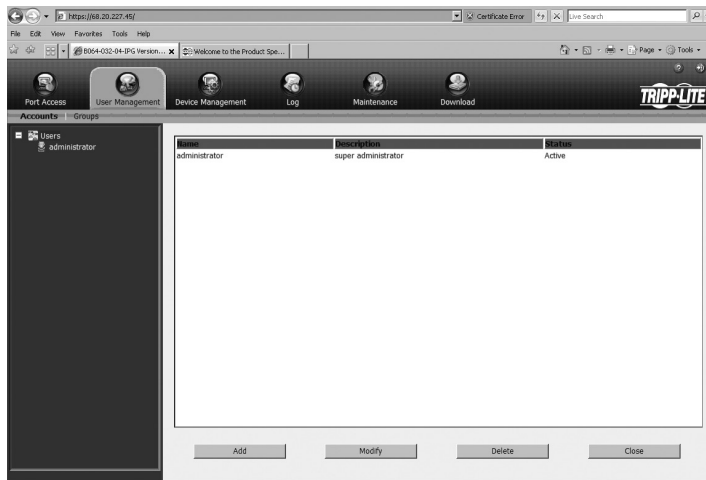 https://68.20.227.45/
Certificate Error
Live Search
File Edit View Favorites Tools Help
B064-032-04-IPG Version...
Welcome to the Product Spe...
Page
Tools
Port Access
User Management
Device Management
Log
Maintenance
Download
TRIPP·LITE
Accounts
Groups
Users
administrator
Name Description Status
administrator super administrator Active
Add
Modify
Delete
Close